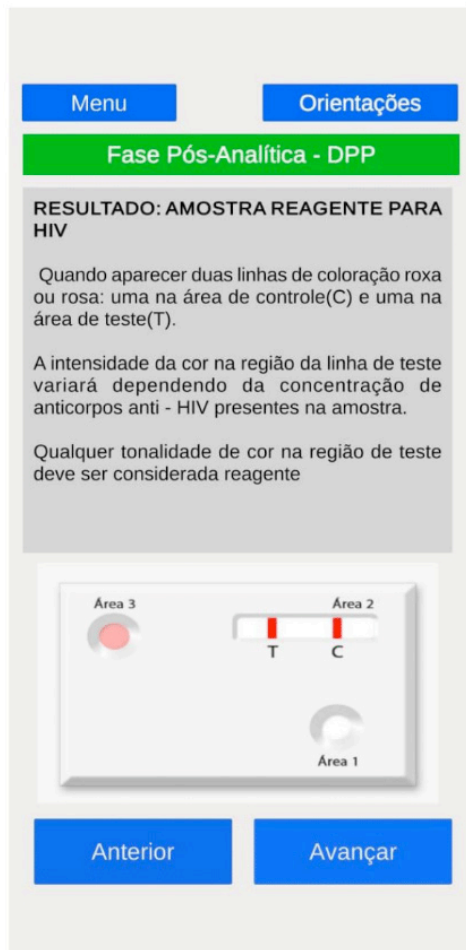 Menu
Orientações
Fase Pós-Analítica - DPP
RESULTADO: AMOSTRA REAGENTE PARA
HIV
Quando aparecer duas linhas de coloração roxa
ou rosa: uma na área de controle(C) e uma na
área de teste(T).
A intensidade da cor na região da linha de teste
variará dependendo da concentração de
anticorpos anti - HIV presentes na amostra.
Qualquer tonalidade de cor na região de teste
deve ser considerada reagente
Área 3
Área 2
T C
Área 1
Anterior
Avançar